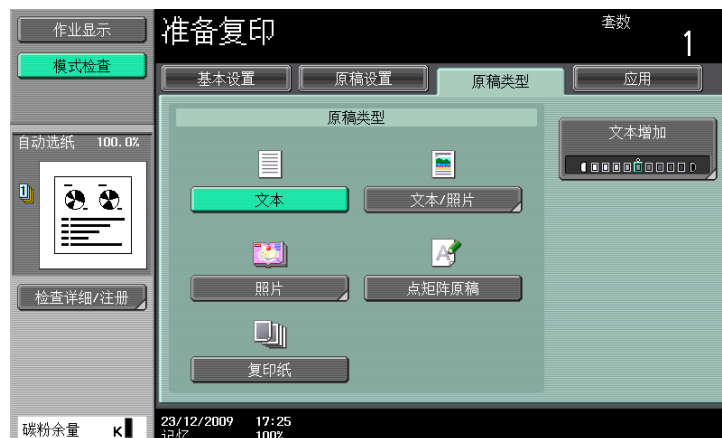 作业显示
模式检查
准备复印
套数
1
基本设置
原稿设置
原稿类型
应用
原稿类型
文本增加
自动选纸 100.0%
1
文本
文本/照片
照片
点矩阵原稿
检查详细/注册
复印纸
碳粉余量 K
23/12/2009 17:25
记忆 100%